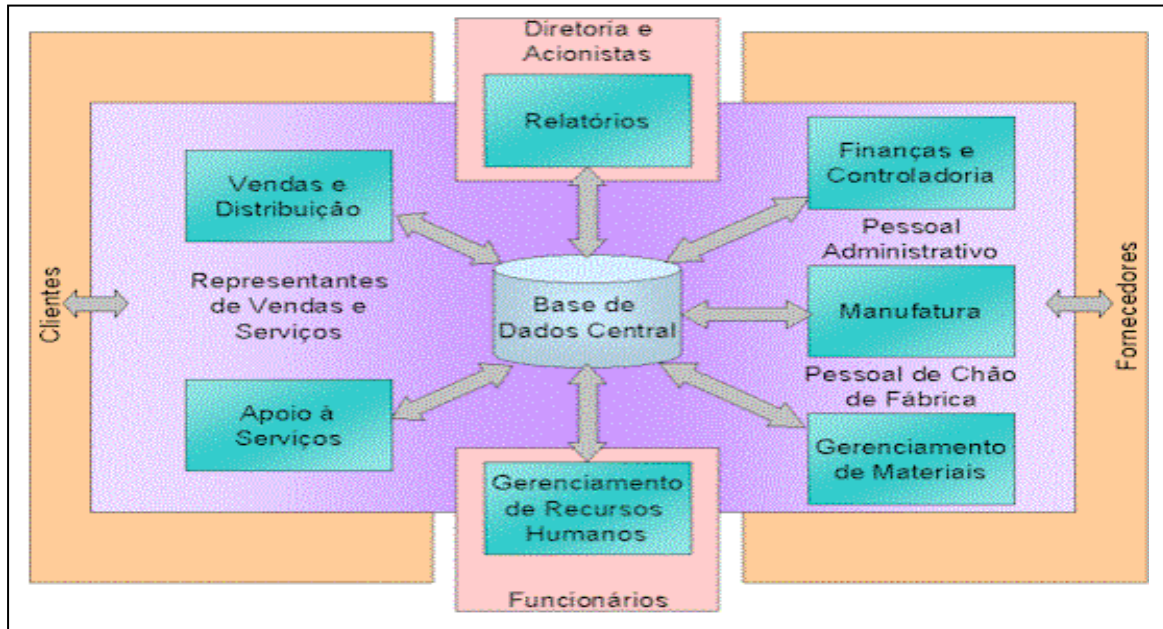 Diretoria e
Acionistas
Relatórios
Vendas e
Distribuição
Finanças e
Controladoria
Pessoal
Administrativo
Clientes
Representantes
de Vendas e
Serviços
Base de
Dados Central
Manufatura
Fornecedores
Pessoal de Chão
de Fábrica
Apoio à
Serviços
Gerenciamento
de Materiais
Gerenciamento
de Recursos
Humanos
Funcionários